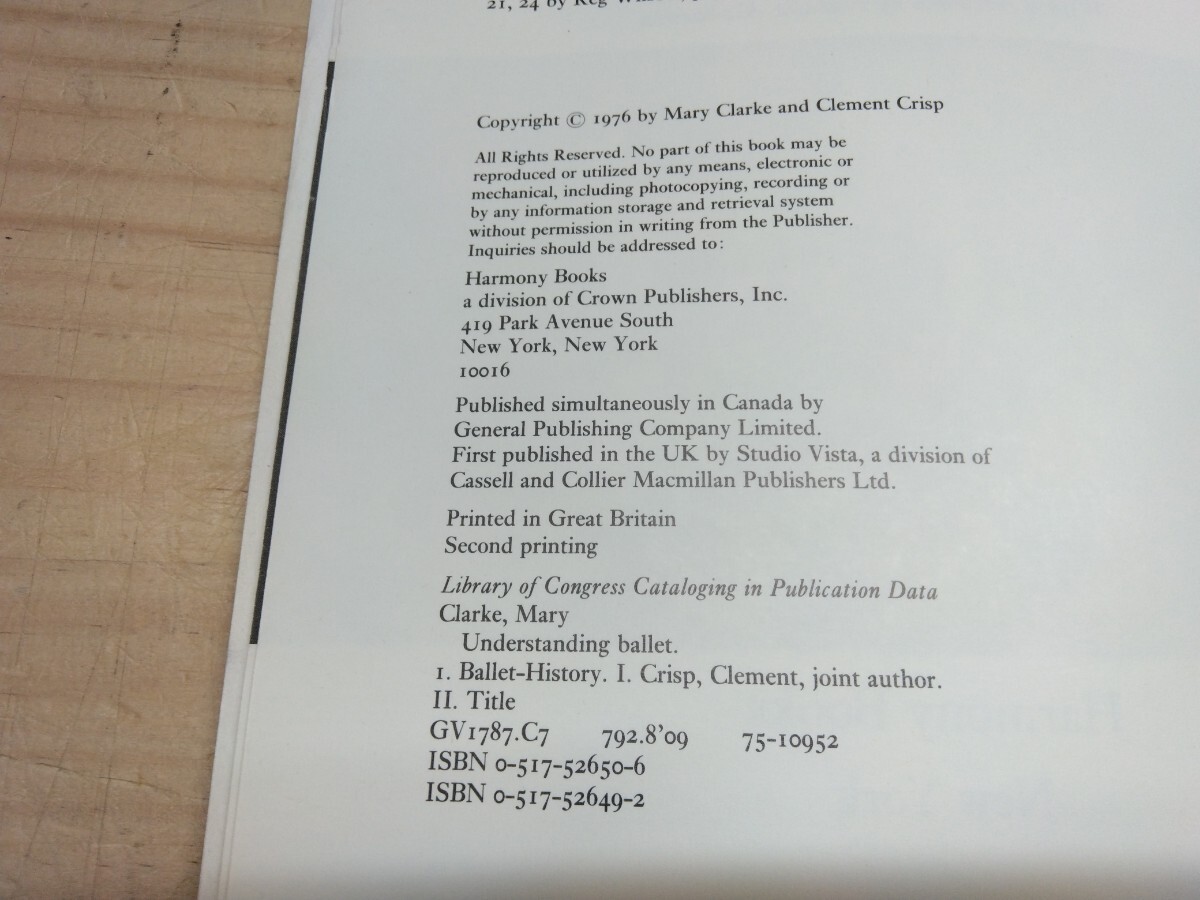 21, 24 by Reg
Copyright © 1976 by Mary Clarke and Clement Crisp
All Rights Reserved. No part of this book may be
reproduced or utilized by any means, electronic or
mechanical, including photocopying, recording or
by any information storage and retrieval system
without permission in writing from the Publisher.
Inquiries should be addressed to:
Harmony Books
a division of Crown Publishers, Inc.
419 Park Avenue South
New York, New York
10016
Published simultaneously in Canada by
General Publishing Company Limited.
First published in the UK by Studio Vista, a division of
Cassell and Collier Macmillan Publishers Ltd.
Printed in Great Britain
Second printing
Library of Congress Cataloging in Publication Data
Clarke, Mary
Understanding ballet.
1. Ballet-History. I. Crisp, Clement, joint author.
II. Title
GV1787.C7 792.8'09 75-10952
ISBN 0-517-52650-6
ISBN 0-517-52649-2